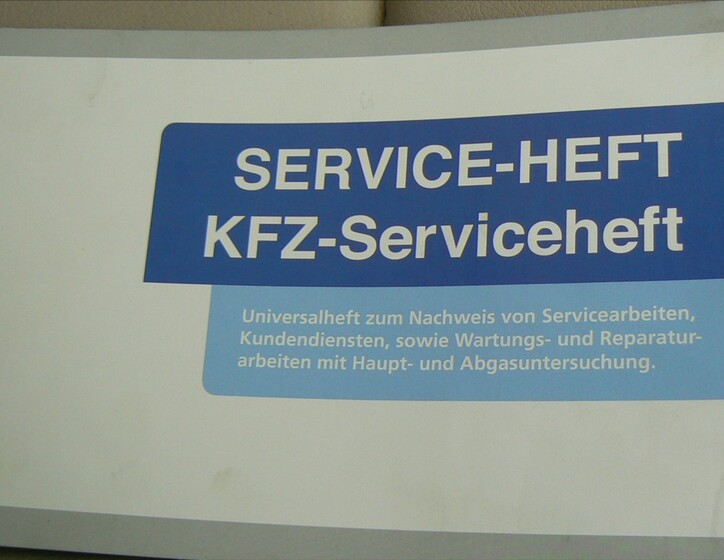 SERVICE-HEFT
KFZ-Serviceheft
Universalheft zum Nachweis von Servicearbeiten,
Kundendiensten, sowie Wartungs- und Reparatur-
arbeiten mit Haupt- und Abgasuntersuchung.